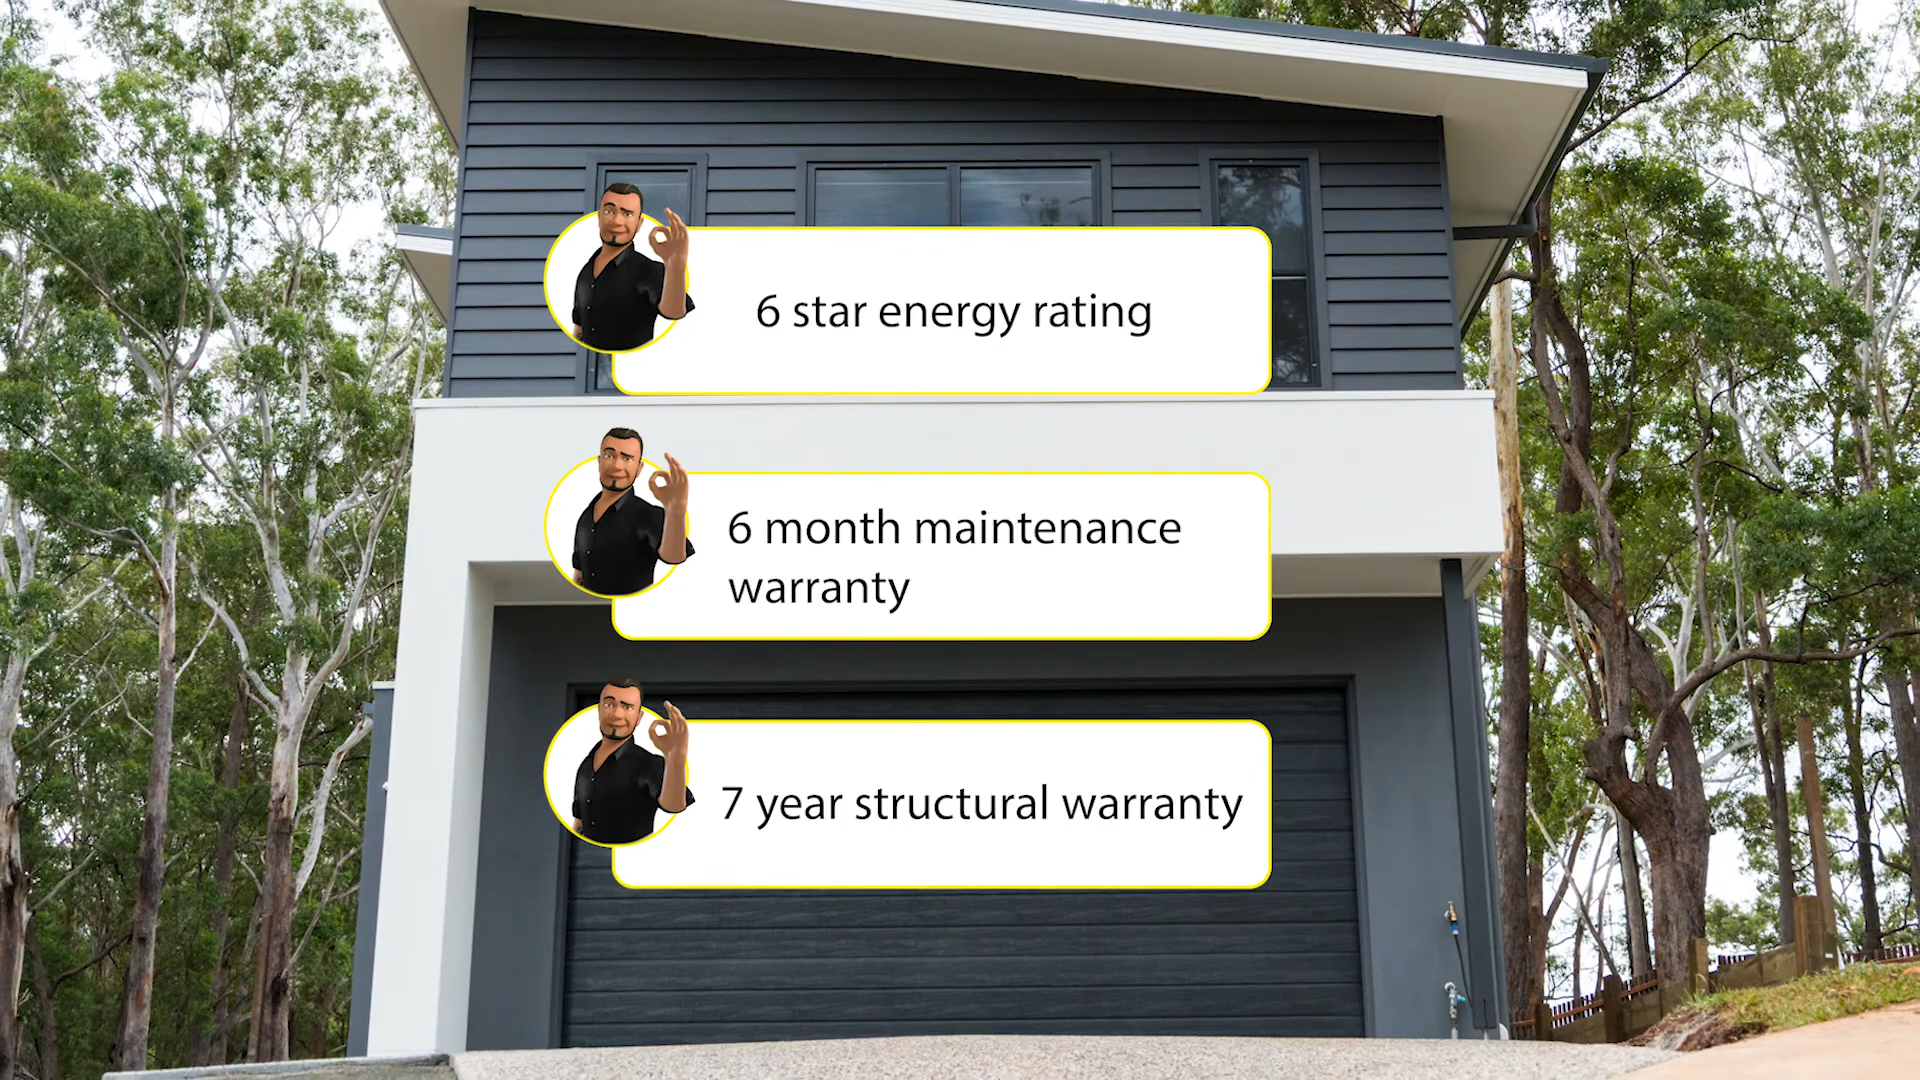 6 star energy rating
6 month maintenance
warranty
7 year structural warranty